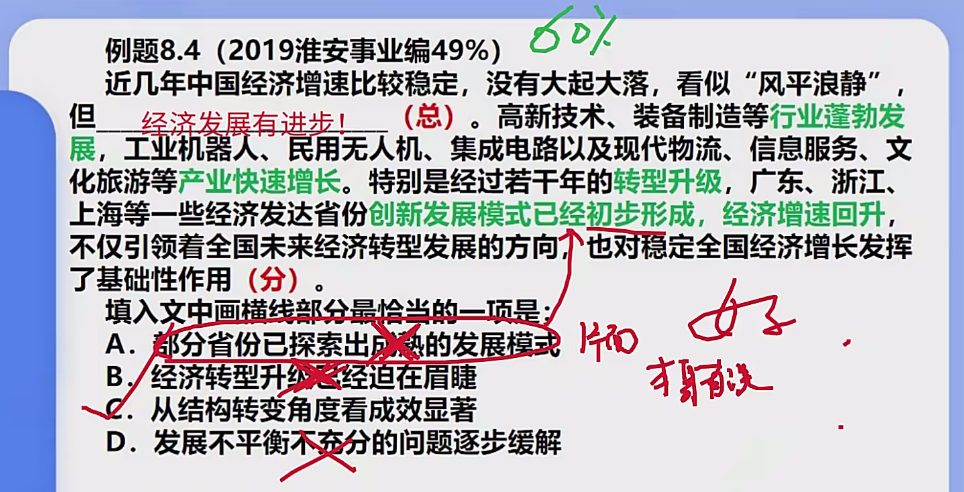 例题8.4（2019淮安事业编49%） 60%
近几年中国经济增速比较稳定，没有大起大落，看似“风平浪静”，
但____经济发展有进步！____（总）。高新技术、装备制造等行业蓬勃发
展，工业机器人、民用无人机、集成电路以及现代物流、信息服务、文
化旅游等产业快速增长。特别是经过若干年的转型升级，广东、浙江、
上海等一些经济发达省份创新发展模式已经初步形成，经济增速回升，
不仅引领着全国未来经济转型发展的方向，也对稳定全国经济增长发挥
了基础性作用（分）。
填入文中画横线部分最恰当的一项是：
A．部分省份已探索出成熟的发展模式 片面 好
B．经济转型升级已经迫在眉睫
C．从结构转变角度看成效显著
D．发展不平衡不充分的问题逐步缓解